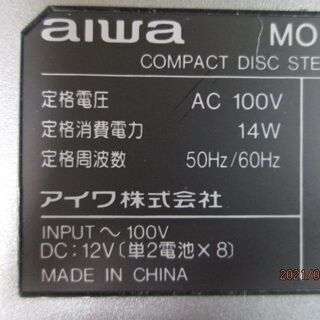 aiwa MO
COMPACT DISC STE
定格電圧 AC 100V
定格消費電力 14W
定格周波数 50Hz/60Hz
アイワ株式会社
INPUT ～ 100V
DC: 12V (単2電池×8)
MADE IN CHINA
2021/0